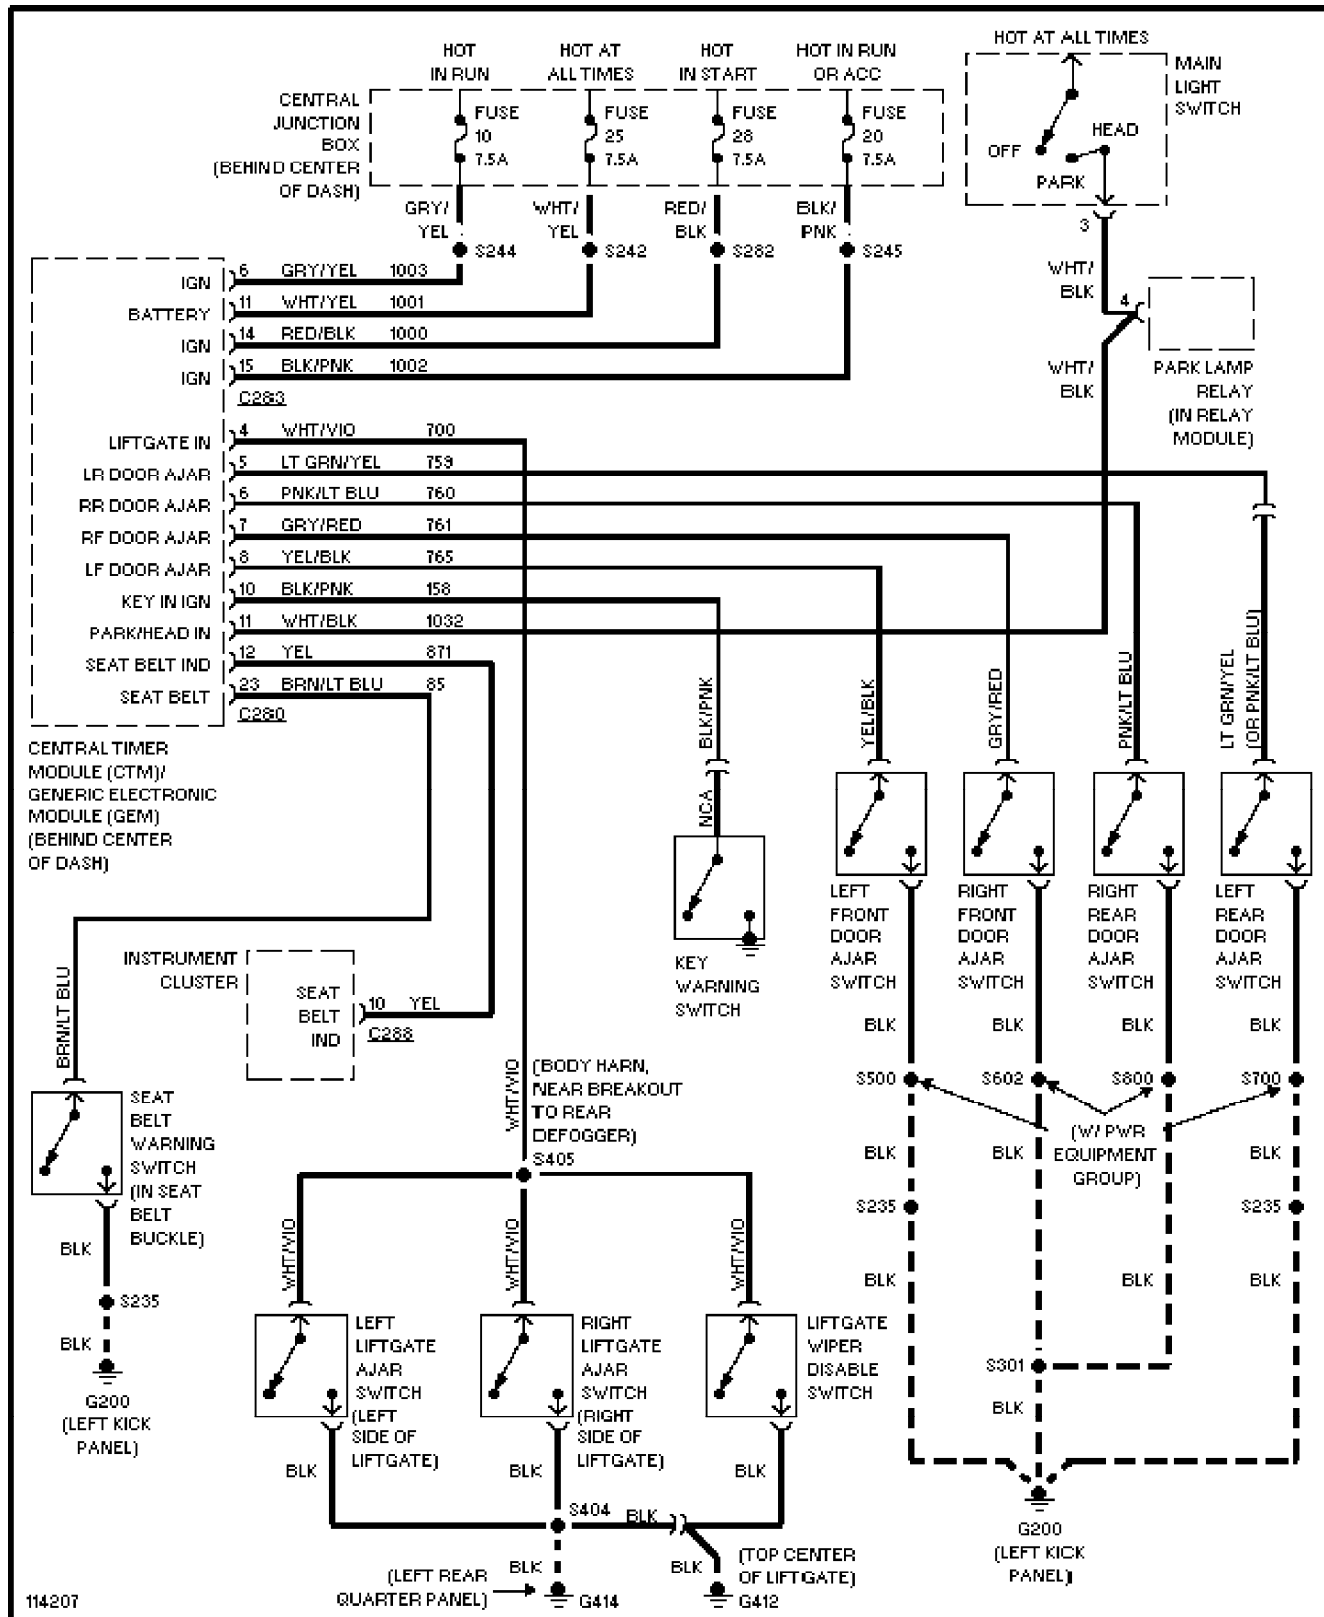 HOT
IN RUN
HOT AT
ALL TIMES
HOT
IN START
HOT IN RUN
OR ACC
HOT AT ALL TIMES
MAIN
LIGHT
SWITCH
CENTRAL
JUNCTION
BOX
(BEHIND CENTER
OF DASH)
FUSE
10
7.5A
FUSE
25
7.5A
FUSE
28
7.5A
FUSE
20
7.5A
OFF
HEAD
PARK
GRY/
YEL
WHT/
YEL
RED/
BLK
BLK/
PNK
3
S244
S242
S282
S245
WHT/
BLK
4
WHT/
BLK
PARK LAMP
RELAY
(IN RELAY
MODULE)
IGN 6 GRY/YEL 1003
BATTERY 11 WHT/YEL 1001
IGN 14 RED/BLK 1000
IGN 15 BLK/PNK 1002
C283
LIFTGATE IN 4 WHT/VIO 700
LR DOOR AJAR 5 LT GRN/YEL 759
RR DOOR AJAR 6 PNK/LT BLU 760
RF DOOR AJAR 7 GRY/RED 761
LF DOOR AJAR 8 YEL/BLK 765
KEY IN IGN 10 BLK/PNK 158
PARK/HEAD IN 11 WHT/BLK 1032
SEAT BELT IND 12 YEL 871
SEAT BELT 23 BRN/LT BLU 85
C280
CENTRAL TIMER
MODULE (CTM)/
GENERIC ELECTRONIC
MODULE (GEM)
(BEHIND CENTER
OF DASH)
BLK/PNK
NCA
YEL/BLK
GRY/RED
PNK/LT BLU
LT GRN/YEL
(OR PNK/LT BLU)
KEY
WARNING
SWITCH
LEFT
FRONT
DOOR
AJAR
SWITCH
RIGHT
FRONT
DOOR
AJAR
SWITCH
RIGHT
REAR
DOOR
AJAR
SWITCH
LEFT
REAR
DOOR
AJAR
SWITCH
INSTRUMENT
CLUSTER
SEAT
BELT
IND
10 YEL
C288
BRN/LT BLU
BLK
BLK
BLK
BLK
S500
S602
S800
S700
(W/ PWR
EQUIPMENT
GROUP)
BLK
BLK
BLK
S235
S235
BLK
BLK
BLK
S301
BLK
G200
(LEFT KICK
PANEL)
SEAT
BELT
WARNING
SWITCH
(IN SEAT
BELT
BUCKLE)
BLK
S235
BLK
G200
(LEFT KICK
PANEL)
WHT/VIO
(BODY HARN,
NEAR BREAKOUT
TO REAR
DEFOGGER)
S405
WHT/VIO
WHT/VIO
WHT/VIO
LEFT
LIFTGATE
AJAR
SWITCH
(LEFT
SIDE OF
LIFTGATE)
RIGHT
LIFTGATE
AJAR
SWITCH
(RIGHT
SIDE OF
LIFTGATE)
LIFTGATE
WIPER
DISABLE
SWITCH
BLK
BLK
BLK
S404
BLK
BLK
BLK
(LEFT REAR
QUARTER PANEL)
G414
(TOP CENTER
OF LIFTGATE)
G412
114207